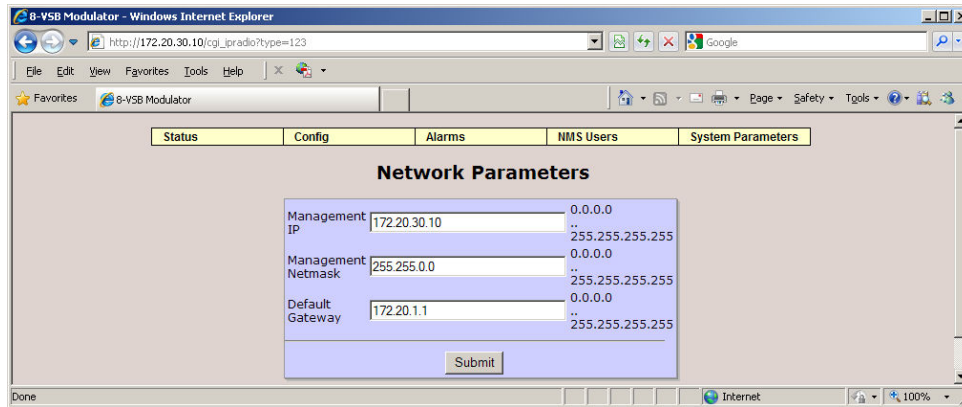 8-VSB Modulator - Windows Internet Explorer
http://172.20.30.10/cgi_ipradio?type=123
Google
File Edit View Favorites Tools Help
Favorites 8-VSB Modulator Page Safety Tools
Status Config Alarms NMS Users System Parameters
Network Parameters
Management IP 172.20.30.10 0.0.0.0 .. 255.255.255.255
Management Netmask 255.255.0.0 0.0.0.0 .. 255.255.255.255
Default Gateway 172.20.1.1 0.0.0.0 .. 255.255.255.255
Submit
Done Internet 100%